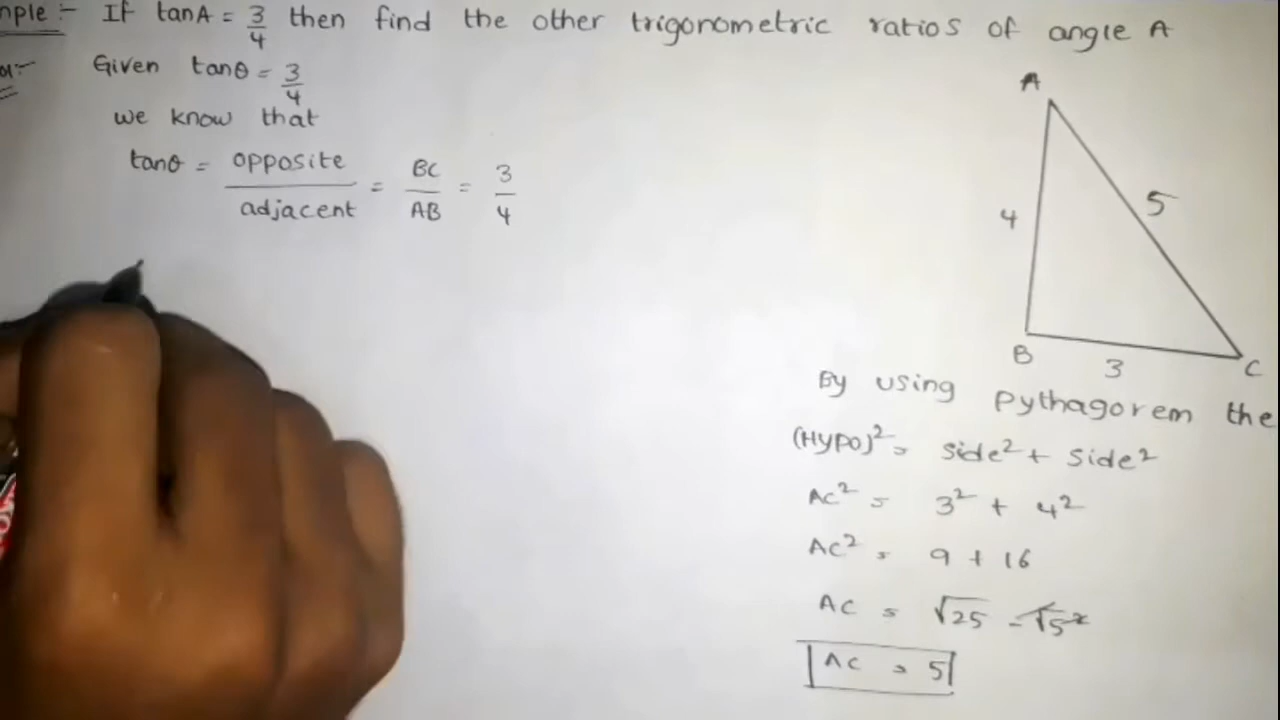 mple:- If tanA = 3/4 then find the other trigonometric ratios of angle A
Given tanθ = 3/4
we know that
tanθ = opposite/adjacent = BC/AB = 3/4
A
4
5
B
3
C
By using pythagorem the
(Hypo)² = Side² + Side²
AC² = 3² + 4²
AC² = 9 + 16
AC = √25 = √5²
AC = 5